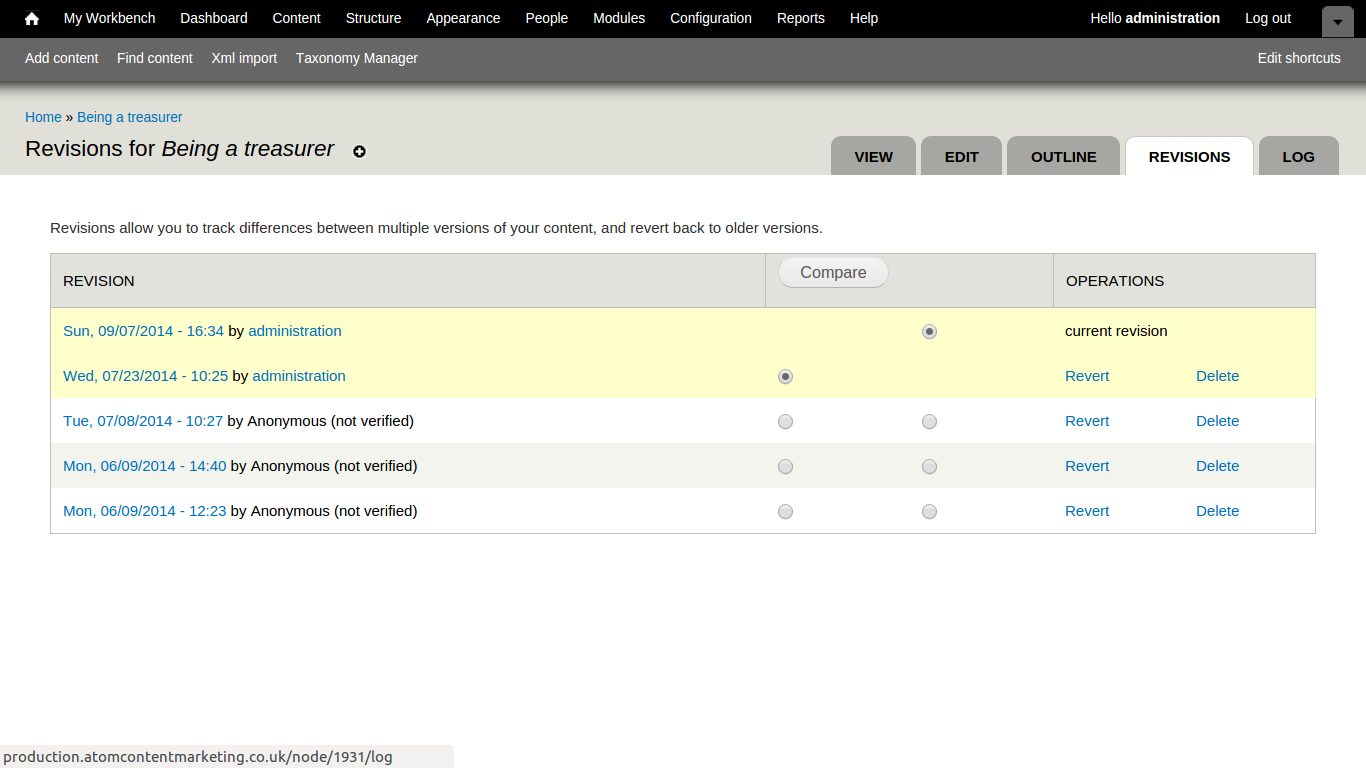 My Workbench Dashboard Content Structure Appearance People Modules Configuration Reports Help Hello administration Log out
Add content Find content Xml import Taxonomy Manager Edit shortcuts
Home » Being a treasurer
Revisions for Being a treasurer
VIEW EDIT OUTLINE REVISIONS LOG
Revisions allow you to track differences between multiple versions of your content, and revert back to older versions.
REVISION Compare OPERATIONS
Sun, 09/07/2014 - 16:34 by administration current revision
Wed, 07/23/2014 - 10:25 by administration Revert Delete
Tue, 07/08/2014 - 10:27 by Anonymous (not verified) Revert Delete
Mon, 06/09/2014 - 14:40 by Anonymous (not verified) Revert Delete
Mon, 06/09/2014 - 12:23 by Anonymous (not verified) Revert Delete
production.atomcontentmarketing.co.uk/node/1931/log